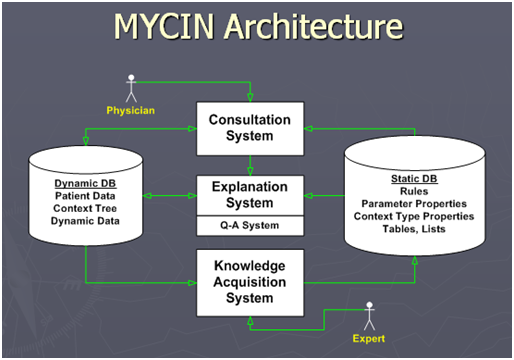 MYCIN Architecture
Physician
Consultation
System
Dynamic DB
Patient Data
Context Tree
Dynamic Data
Explanation
System
Q-A System
Static DB
Rules
Parameter Properties
Context Type Properties
Tables, Lists
Knowledge
Acquisition
System
Expert